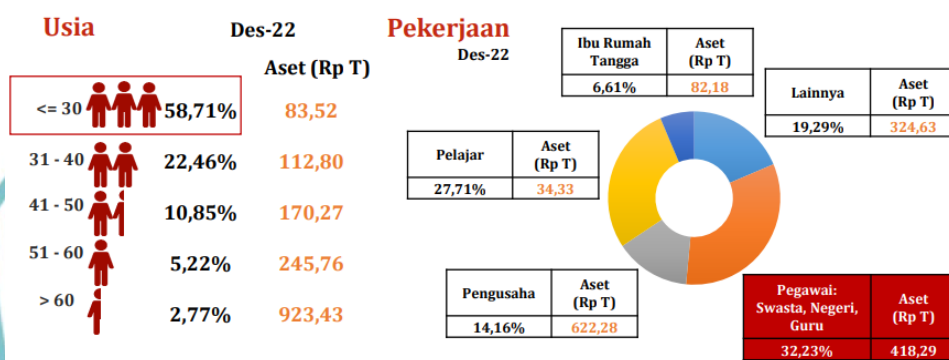 Usia
Des-22
Aset (Rp T)
<= 30 58,71% 83,52
31 - 40 22,46% 112,80
41 - 50 10,85% 170,27
51 - 60 5,22% 245,76
> 60 2,77% 923,43
Pekerjaan
Des-22
Ibu Rumah Aset
Tangga (Rp T)
6,61% 82,18
Lainnya Aset
(Rp T)
19,29% 324,63
Pelajar Aset
(Rp T)
27,71% 34,33
Pengusaha Aset
(Rp T)
14,16% 622,28
Pegawai:
Swasta, Negeri, Aset
Guru (Rp T)
32,23% 418,29